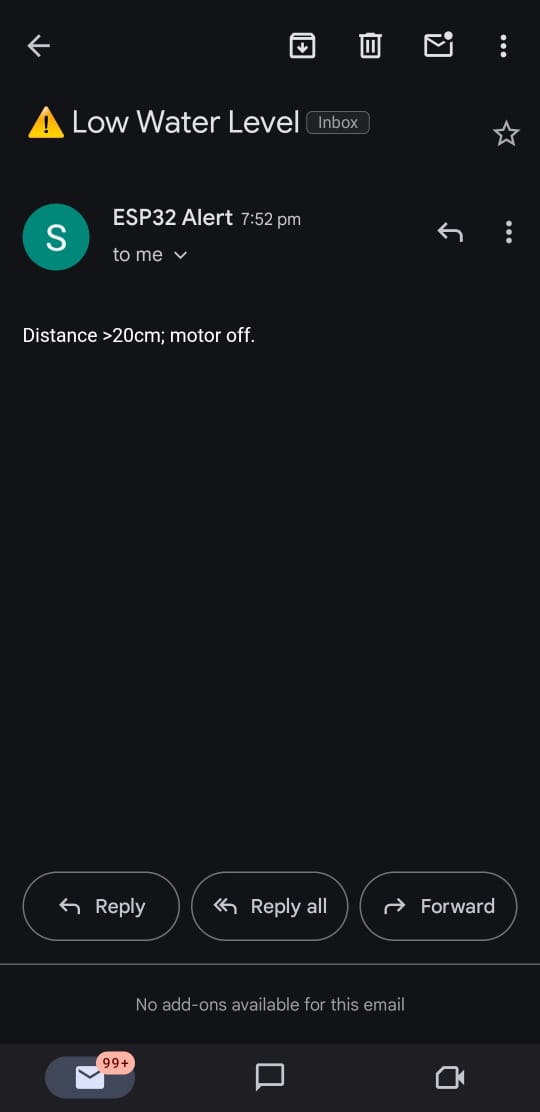 ⚠️ Low Water Level Inbox
S
ESP32 Alert 7:52 pm
to me
Distance >20cm; motor off.
Reply
Reply all
Forward
No add-ons available for this email
99+